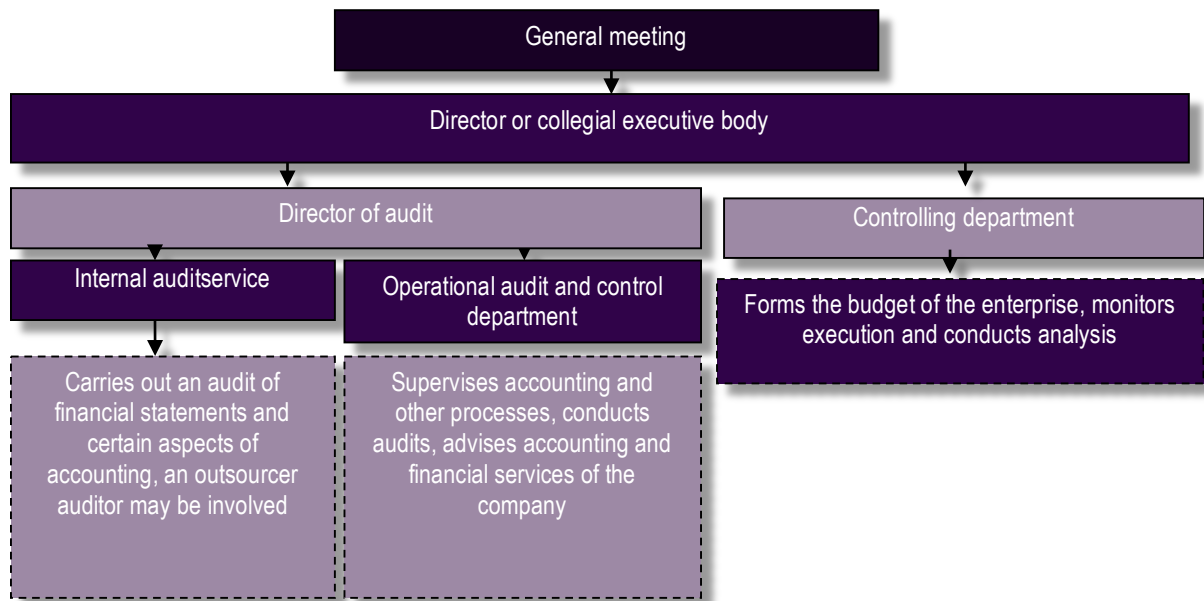 General meeting
Director or collegial executive body
Director of audit
Controlling department
Internal auditservice
Operational audit and control
department
Forms the budget of the enterprise, monitors
execution and conducts analysis
Carries out an audit of
financial statements and
certain aspects of
accounting, an outsourcer
auditor may be involved
Supervises accounting and
other processes, conducts
audits, advises accounting and
financial services of the
company